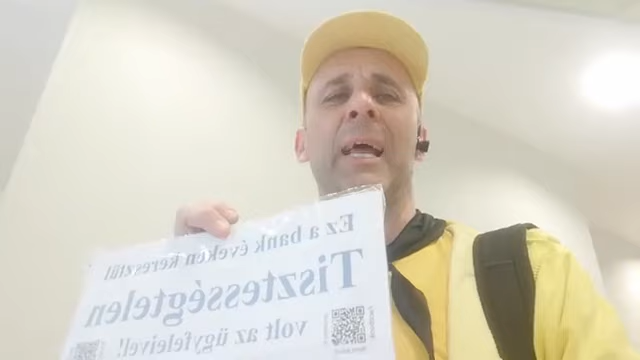 Ez a bank éveken keresztül
Tisztességtelen
volt az ügyfeleivel!